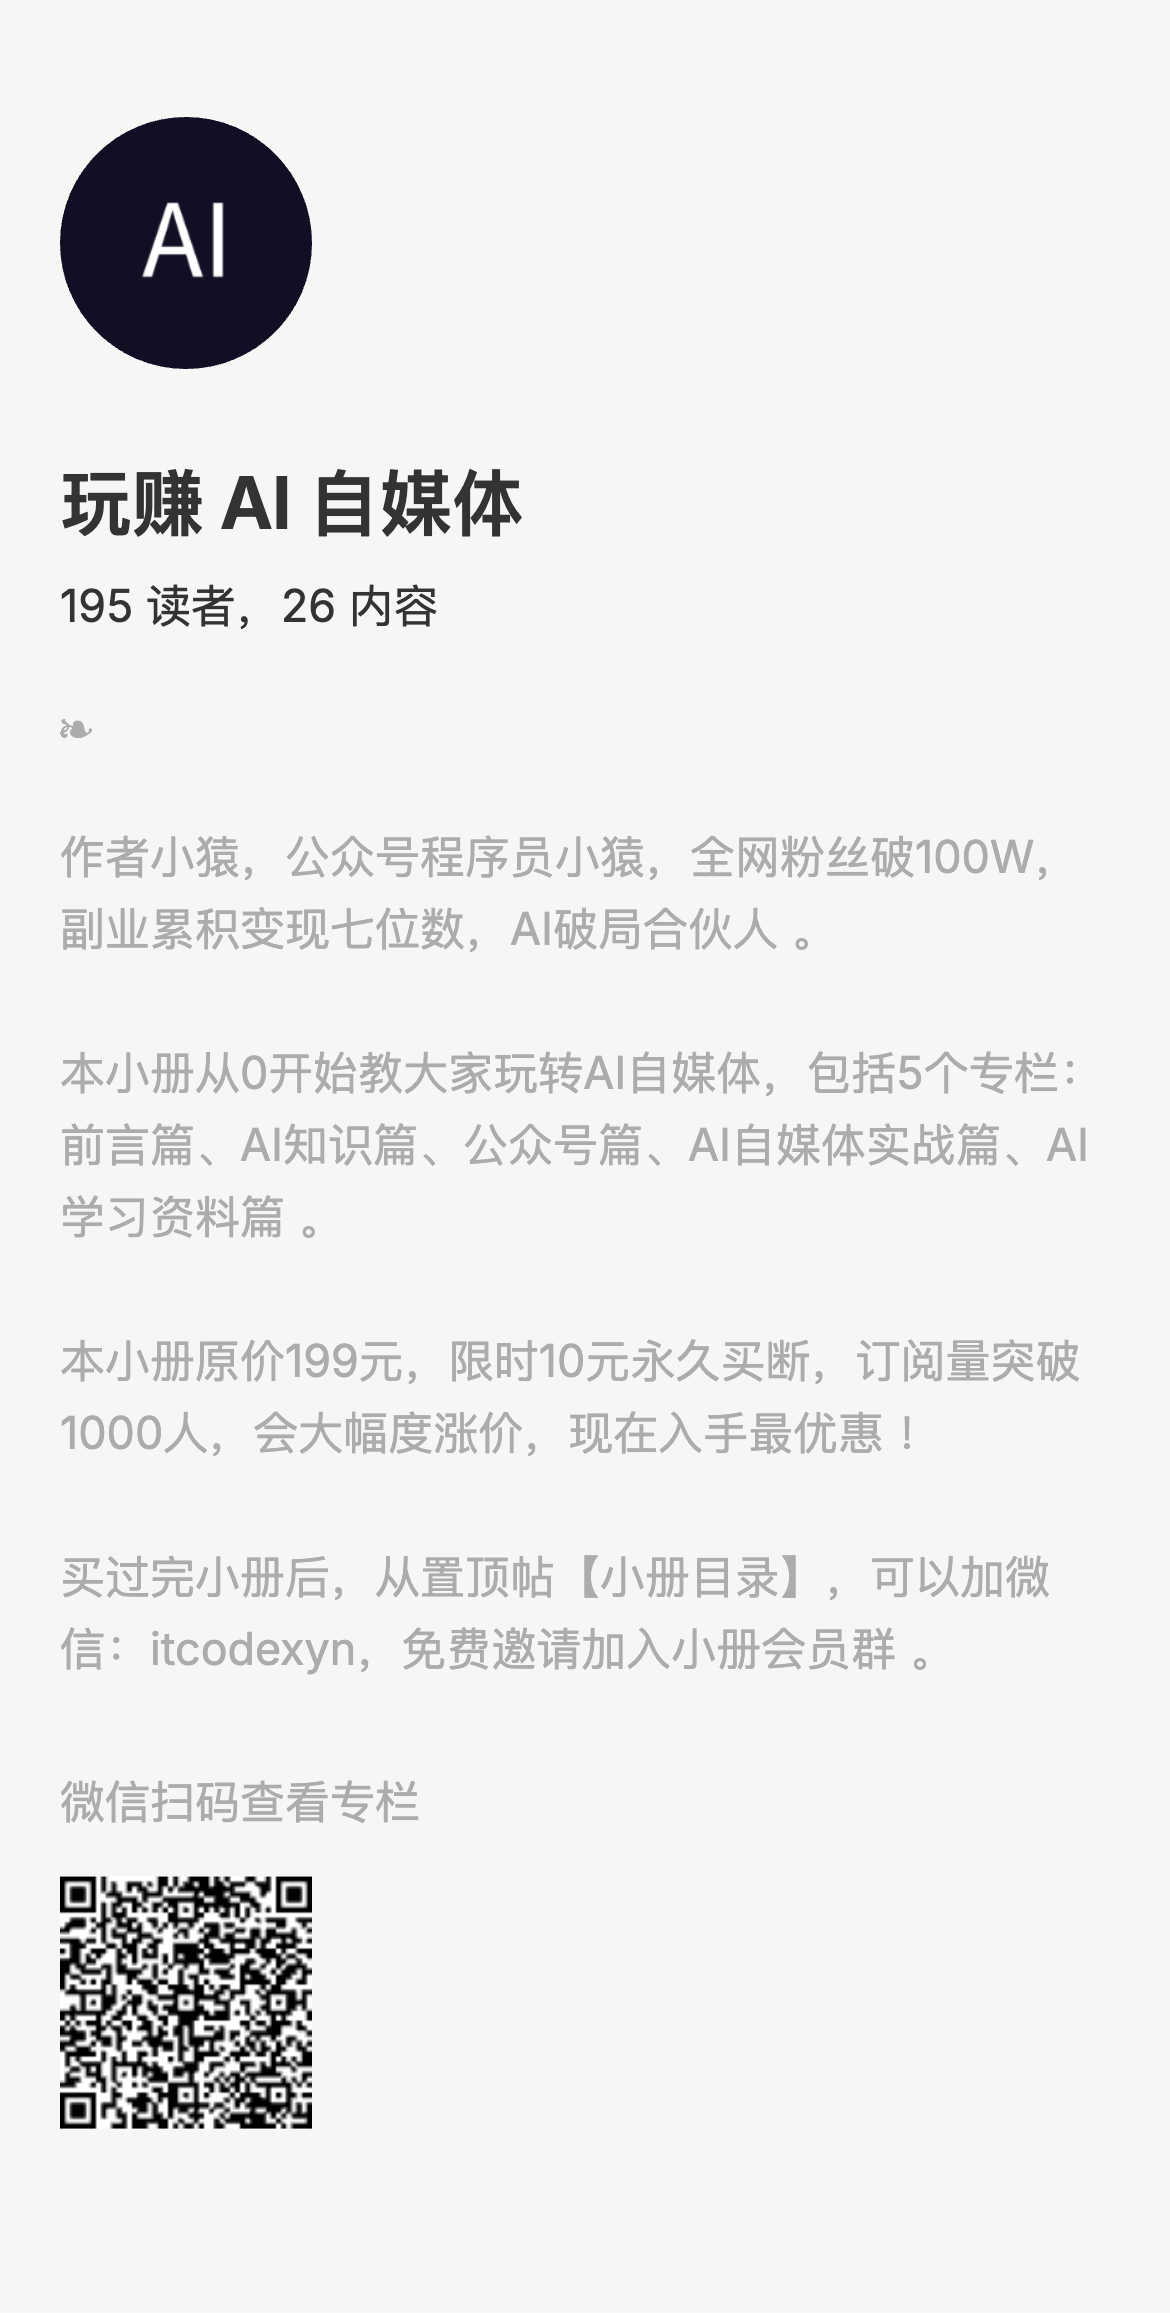 AI
玩赚 AI 自媒体
195 读者，26 内容
❧
作者小猿，公众号程序员小猿，全网粉丝破100W，
副业累积变现七位数，AI破局合伙人 。
本小册从0开始教大家玩转AI自媒体，包括5个专栏：
前言篇、AI知识篇、公众号篇、AI自媒体实战篇、AI
学习资料篇 。
本小册原价199元，限时10元永久买断，订阅量突破
1000人，会大幅度涨价，现在入手最优惠 ！
买过完小册后，从置顶帖【小册目录】，可以加微
信：itcodexyn，免费邀请加入小册会员群 。
微信扫码查看专栏